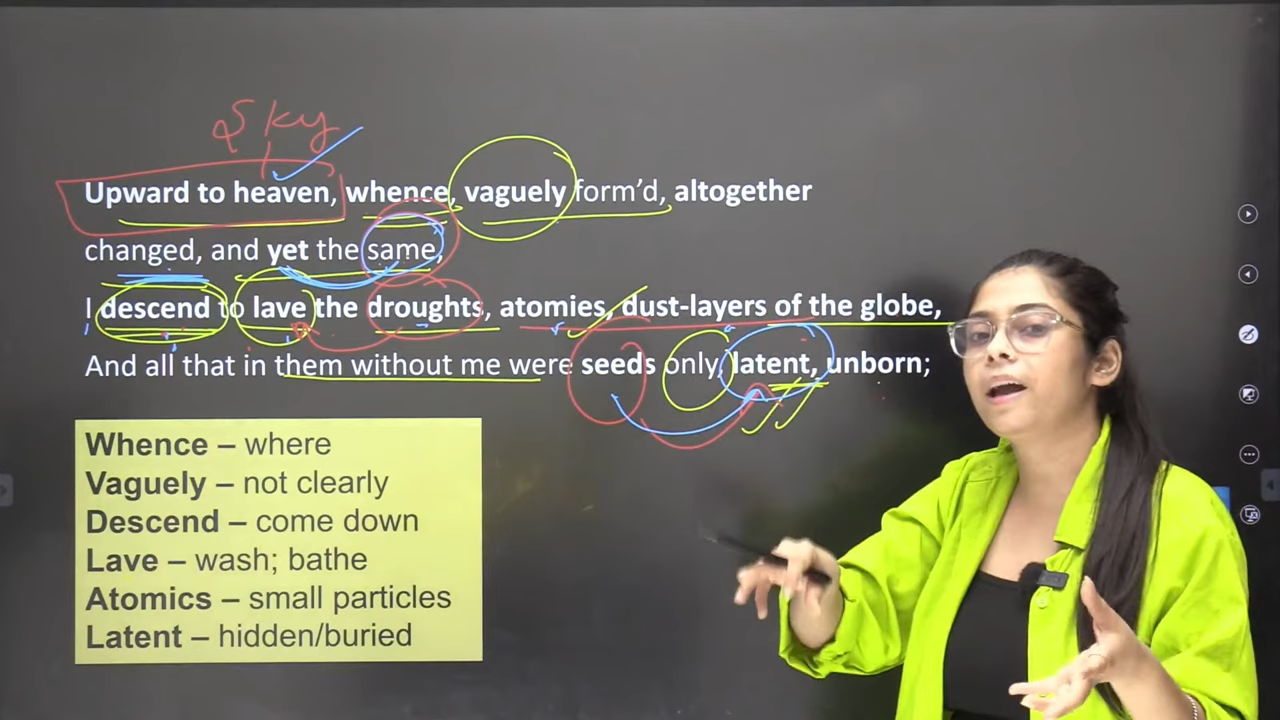 Sky
Upward to heaven, whence, vaguely form'd, altogether
changed, and yet the same,
I descend to lave the droughts, atomies, dust-layers of the globe,
And all that in them without me were seeds only, latent, unborn;
Whence – where
Vaguely – not clearly
Descend – come down
Lave – wash; bathe
Atomics – small particles
Latent – hidden/buried